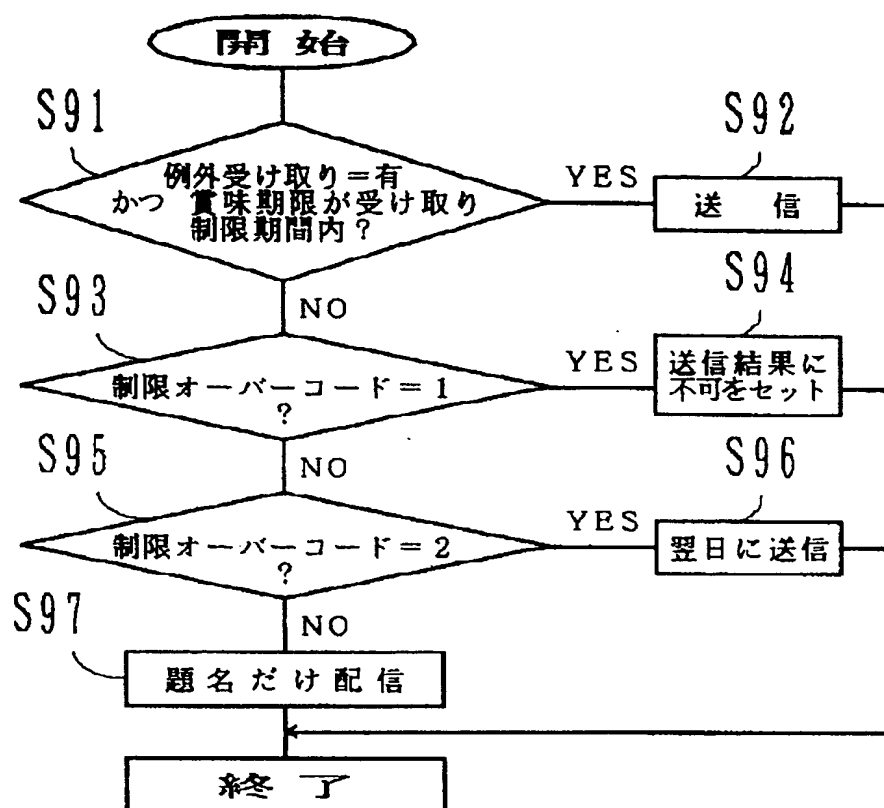 開始
S91
例外受け取り＝有
かつ 賞味期限が受け取り
制限期間内？
YES
S92
送信
NO
S93
制限オーバーコード＝1
？
YES
S94
送信結果に
不可をセット
NO
S95
制限オーバーコード＝2
？
YES
S96
翌日に送信
NO
S97
題名だけ配信
終了